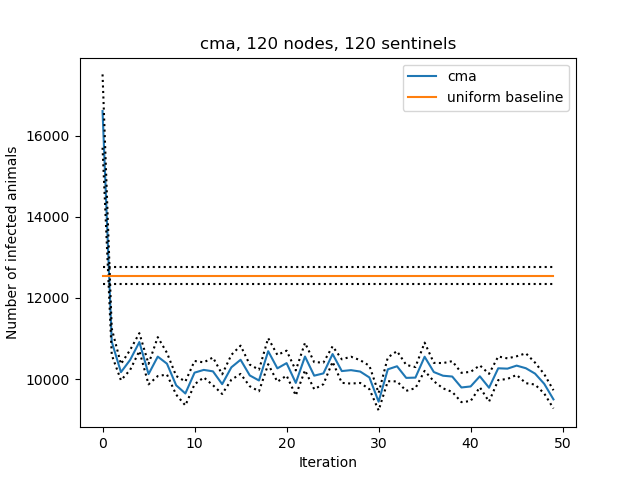 cma, 120 nodes, 120 sentinels
cma
uniform baseline
Number of infected animals
16000
14000
12000
10000
0 10 20 30 40 50
Iteration